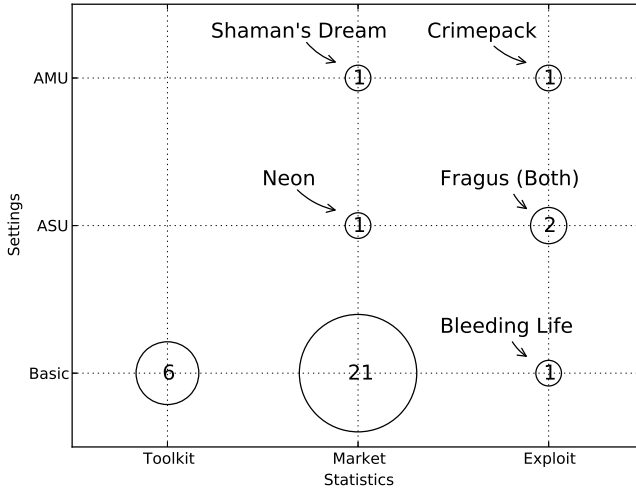 Shaman's Dream
Crimepack
AMU
1
1
Neon
Fragus (Both)
Settings
ASU
1
2
Bleeding Life
Basic
6
21
1
Toolkit
Market
Exploit
Statistics